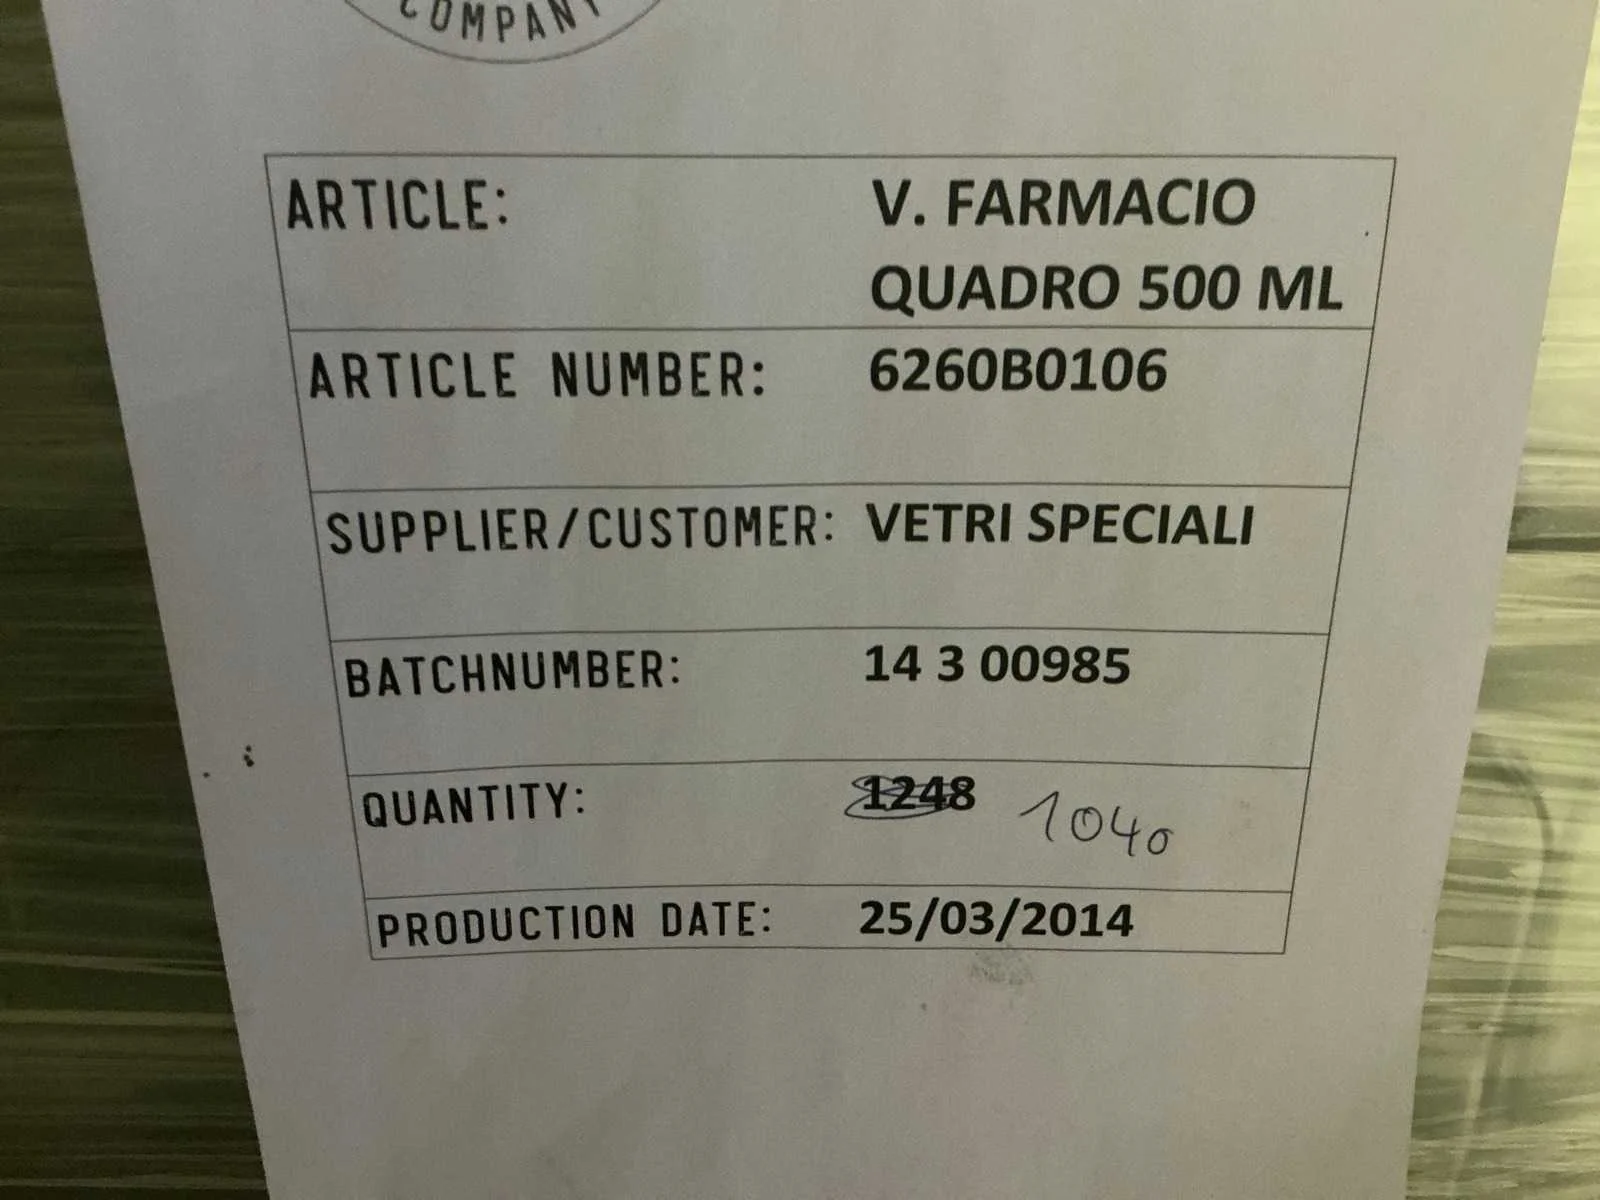 COMPANY
ARTICLE: V. FARMACIO
QUADRO 500 ML
ARTICLE NUMBER: 6260B0106
SUPPLIER/CUSTOMER: VETRI SPECIALI
BATCHNUMBER: 14 3 00985
QUANTITY: 1248 1040
PRODUCTION DATE: 25/03/2014